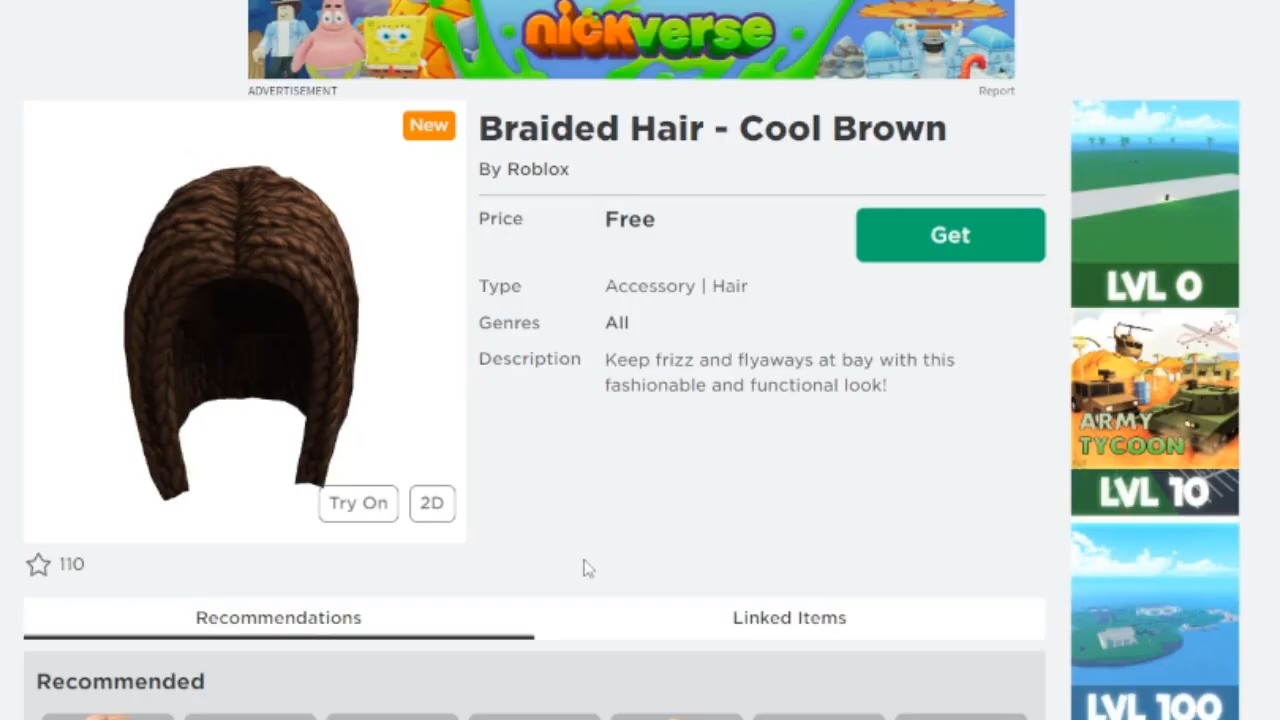 nickverse
ADVERTISEMENT
Report
New
Braided Hair - Cool Brown
By Roblox
Price
Free
Get
Type
Accessory | Hair
Genres
All
Description
Keep frizz and flyaways at bay with this
fashionable and functional look!
Try On
2D
110
Recommendations
Linked Items
Recommended
LVL 0
ARMY
TYCOON
LVL 10
LVL 100